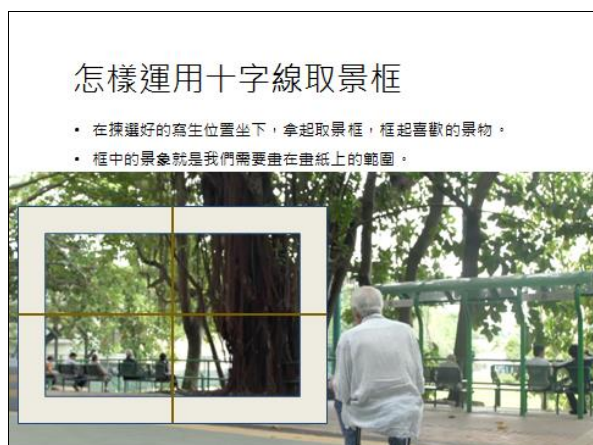 怎樣運用十字線取景框
▪ 在揀選好的寫生位置坐下，拿起取景框，框起喜歡的景物。
▪ 框中的景象就是我們需要畫在畫紙上的範圍。